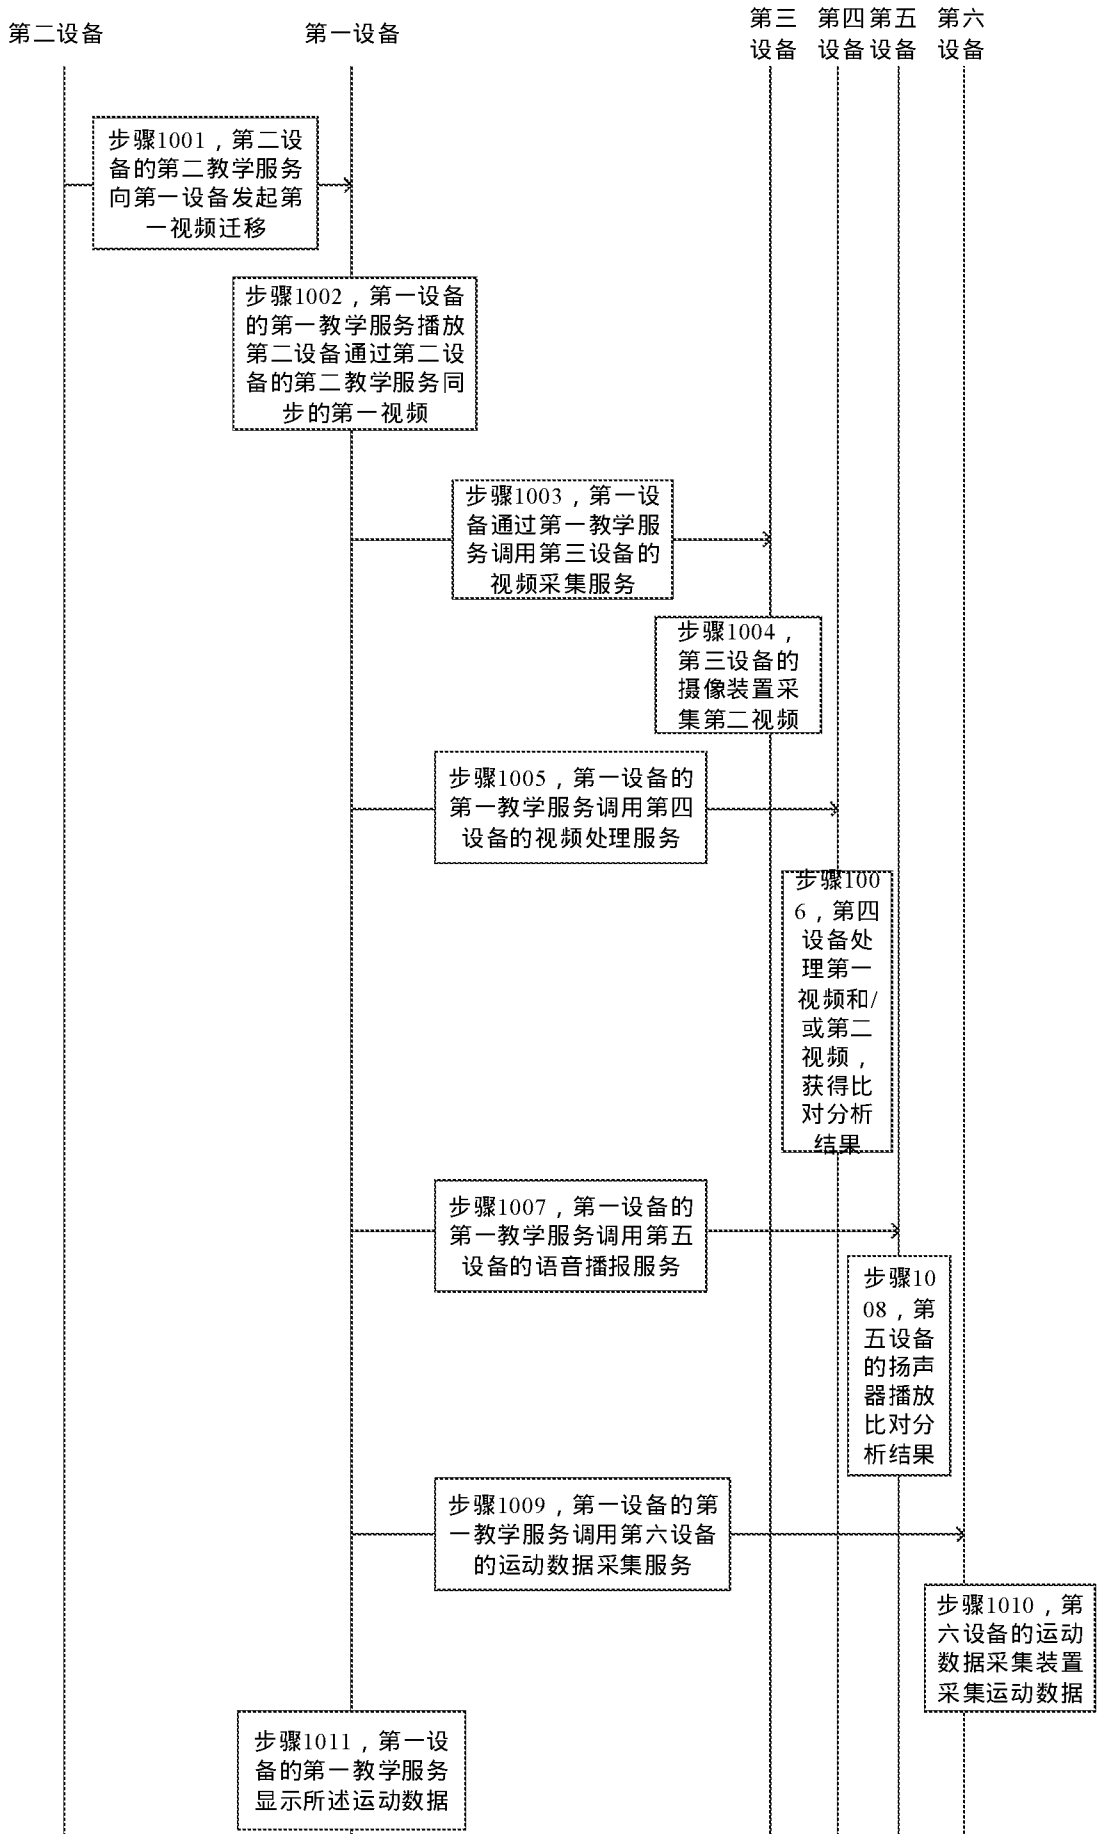 第二设备
第一设备
第三
设备
第四
设备
第五
设备
第六
设备
步骤1001，第二设
备的第二教学服务
向第一设备发起第
一视频迁移
步骤1002，第一设备
的第一教学服务播放
第二设备通过第二设
备的第二教学服务同
步的第一视频
步骤1003，第一设
备通过第一教学服
务调用第三设备的
视频采集服务
步骤1004，
第三设备的
摄像装置采
集第二视频
步骤1005，第一设备的
第一教学服务调用第四
设备的视频处理服务
步骤100
6，第四
设备处
理第一
视频和/
或第二
视频，
获得比
对分析
结果
步骤1007，第一设备的
第一教学服务调用第五
设备的语音播报服务
步骤10
08，第
五设备
的扬声
器播放
比对分
析结果
步骤1009，第一设备的第
一教学服务调用第六设备
的运动数据采集服务
步骤1010，第
六设备的运动
数据采集装置
采集运动数据
步骤1011，第一设
备的第一教学服务
显示所述运动数据